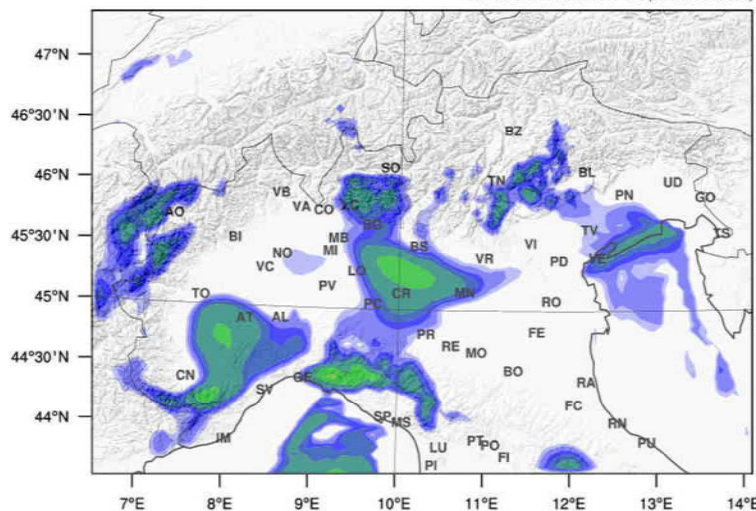 47°N
46°30'N
BZ
46°N
SO
TN
BL
VB
UD
PN
GO
VA
CO
LC
AO
BG
45°30'N
BI
MB
BS
VI
TV
TS
NO
MI
VC
LO
VR
PD
VE
45°N
TO
PV
CR
MN
PC
RO
AT
AL
44°30'N
PR
FE
RE
MO
BO
CN
GE
SV
RA
44°N
SP
MS
FC
RN
IM
LU
PT
PO
PU
PI
FI
7°E
8°E
9°E
10°E
11°E
12°E
13°E
14°E